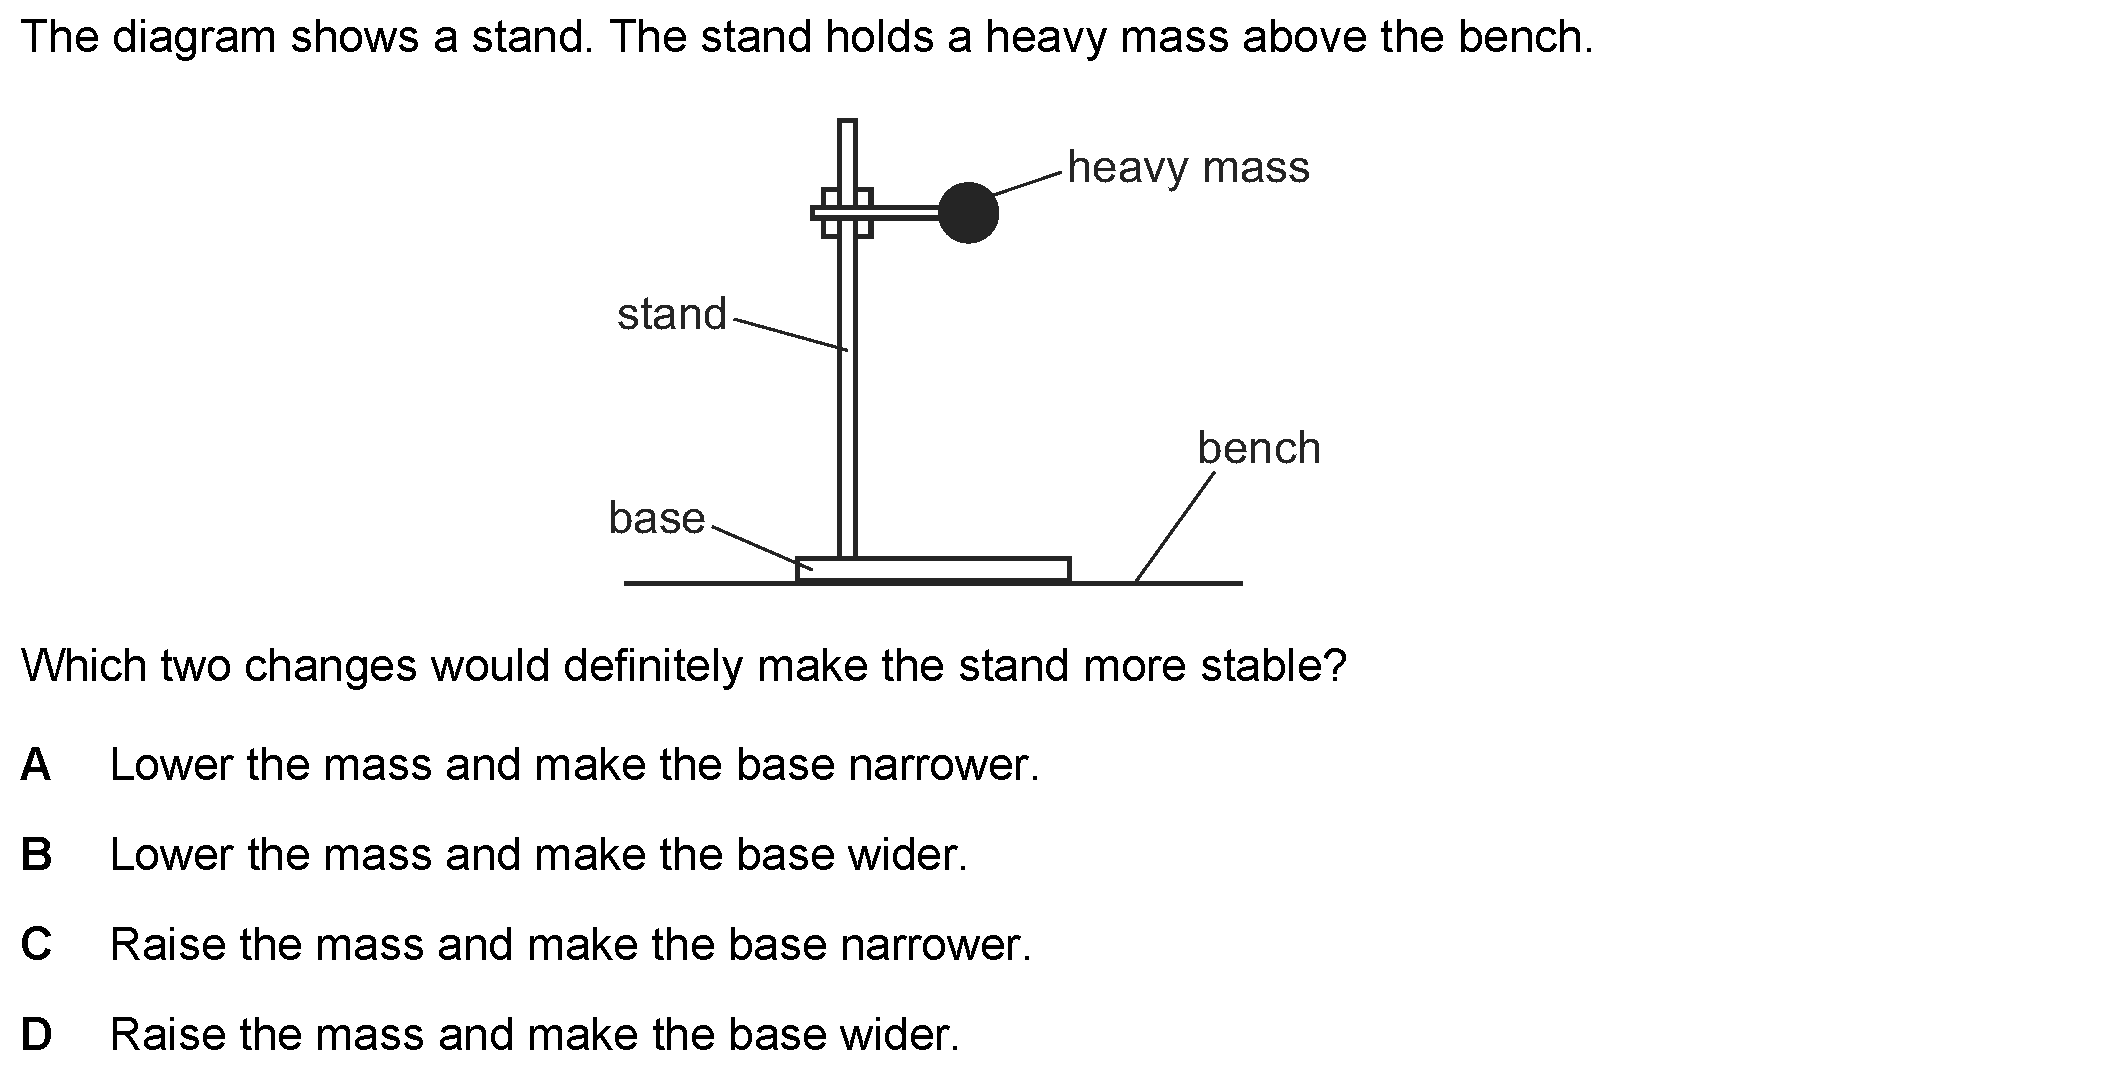 The diagram shows a stand. The stand holds a heavy mass above the bench.
heavy mass
stand
bench
base
Which two changes would definitely make the stand more stable?
A Lower the mass and make the base narrower.
B Lower the mass and make the base wider.
C Raise the mass and make the base narrower.
D Raise the mass and make the base wider.